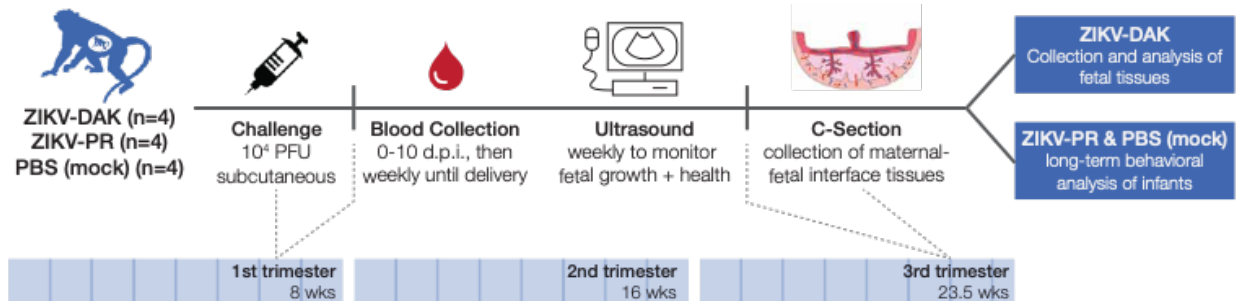 ZIKV-DAK (n=4)
ZIKV-PR (n=4)
PBS (mock) (n=4)
Challenge
10⁴ PFU
subcutaneous
Blood Collection
0-10 d.p.i., then
weekly until delivery
Ultrasound
weekly to monitor
fetal growth + health
C-Section
collection of maternal-
fetal interface tissues
ZIKV-DAK
Collection and analysis of
fetal tissues
ZIKV-PR & PBS (mock)
long-term behavioral
analysis of infants
1st trimester
8 wks
2nd trimester
16 wks
3rd trimester
23.5 wks